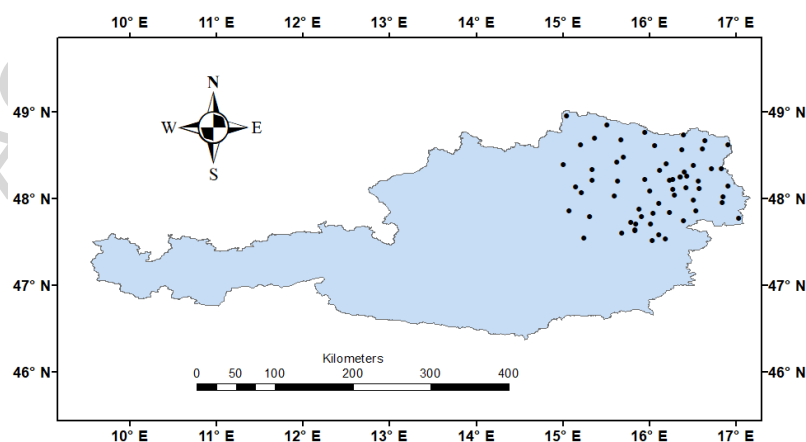 10° E 11° E 12° E 13° E 14° E 15° E 16° E 17° E
N
W E
S
49° N 49° N
48° N 48° N
47° N 47° N
46° N 46° N
Kilometers
0 50 100 200 300 400
10° E 11° E 12° E 13° E 14° E 15° E 16° E 17° E